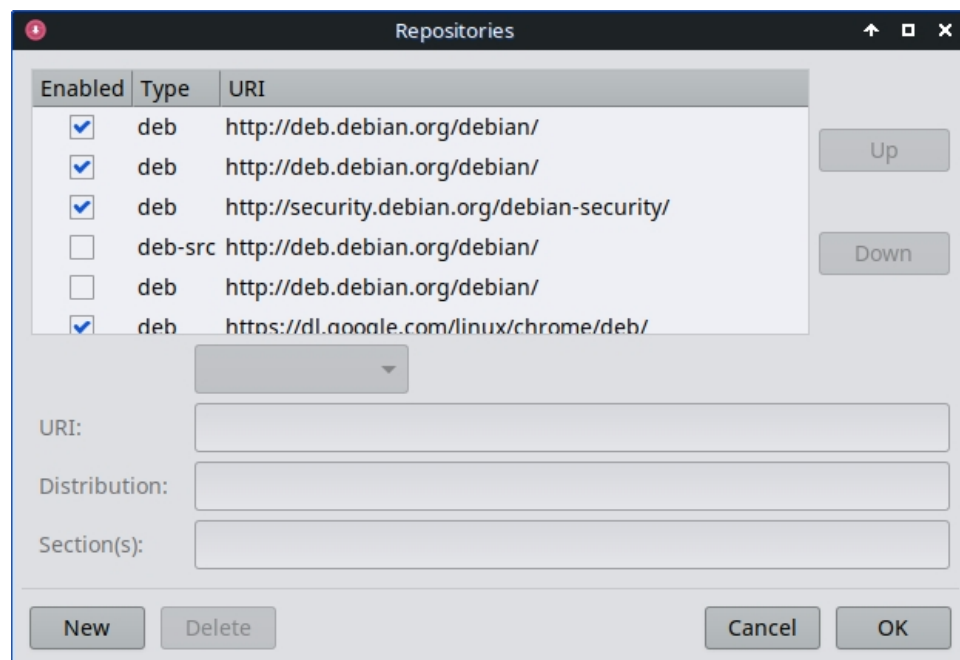 Repositories
Enabled Type URI
deb http://deb.debian.org/debian/
deb http://deb.debian.org/debian/
deb http://security.debian.org/debian-security/
deb-src http://deb.debian.org/debian/
deb http://deb.debian.org/debian/
deb https://dl.google.com/linux/chrome/deb/
Up
Down
URI:
Distribution:
Section(s):
New Delete Cancel OK